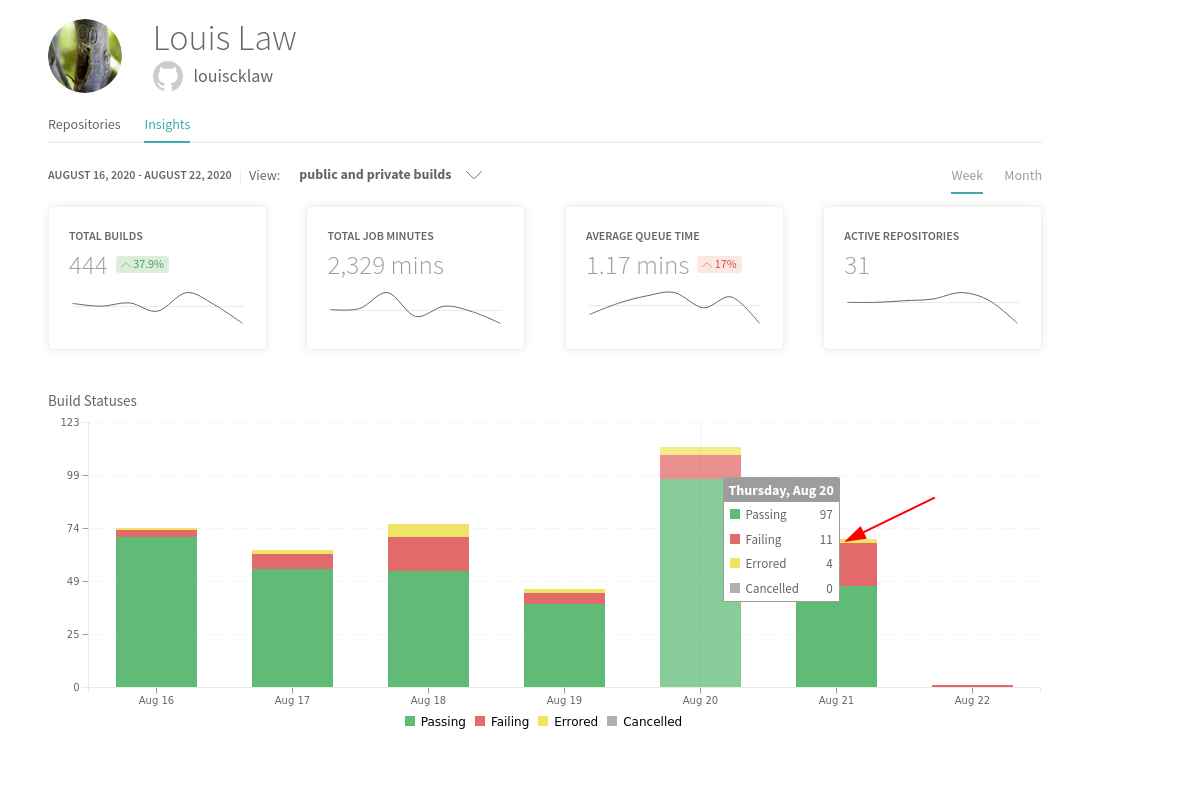 Louis Law
louiscklaw
Repositories Insights
AUGUST 16, 2020 - AUGUST 22, 2020 View: public and private builds Week Month
TOTAL BUILDS
444 37.9%
TOTAL JOB MINUTES
2,329 mins
AVERAGE QUEUE TIME
1.17 mins 17%
ACTIVE REPOSITORIES
31
Build Statuses
123
99
74
49
25
0
Thursday, Aug 20
Passing 97
Failing 11
Errored 4
Cancelled 0
Aug 16 Aug 17 Aug 18 Aug 19 Aug 20 Aug 21 Aug 22
Passing Failing Errored Cancelled